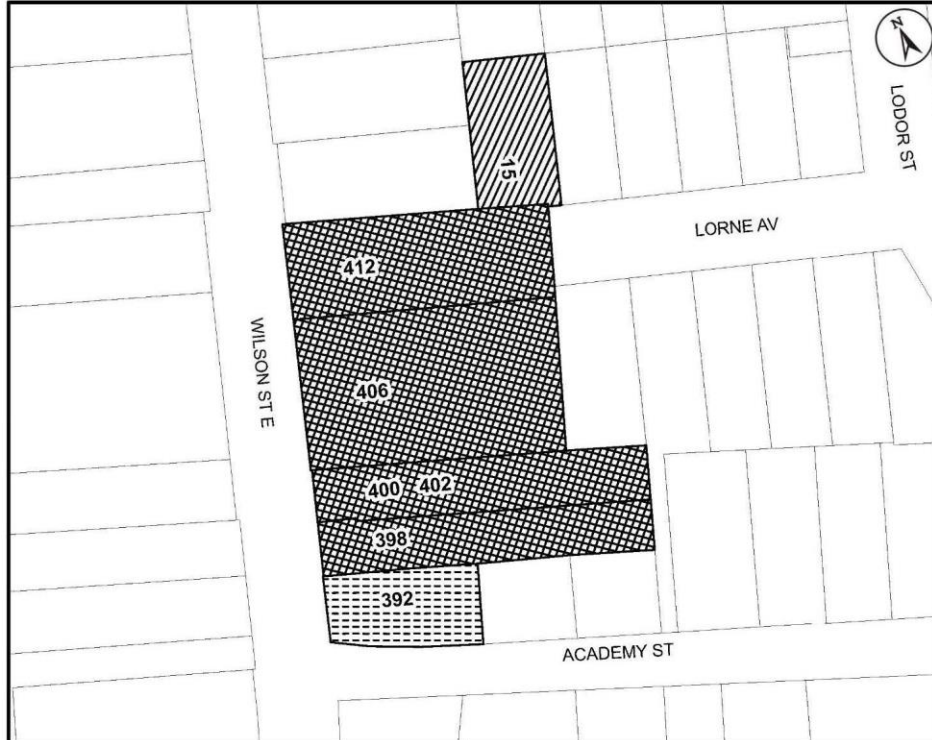 N
LODOR ST
15
LORNE AV
412
WILSON ST E
406
400
402
398
392
ACADEMY ST